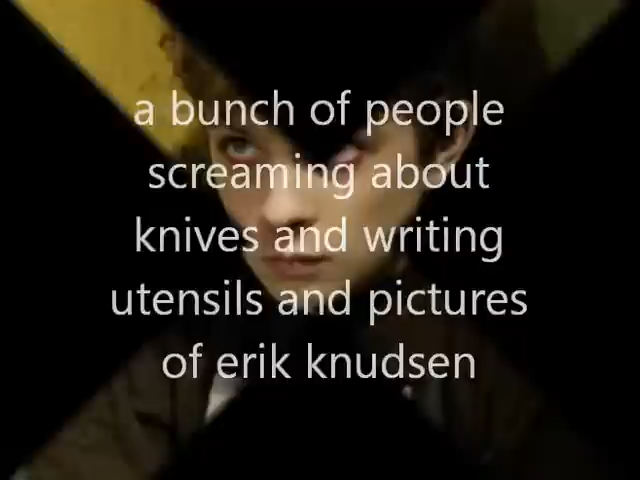 a bunch of people
screaming about
knives and writing
utensils and pictures
of erik knudsen